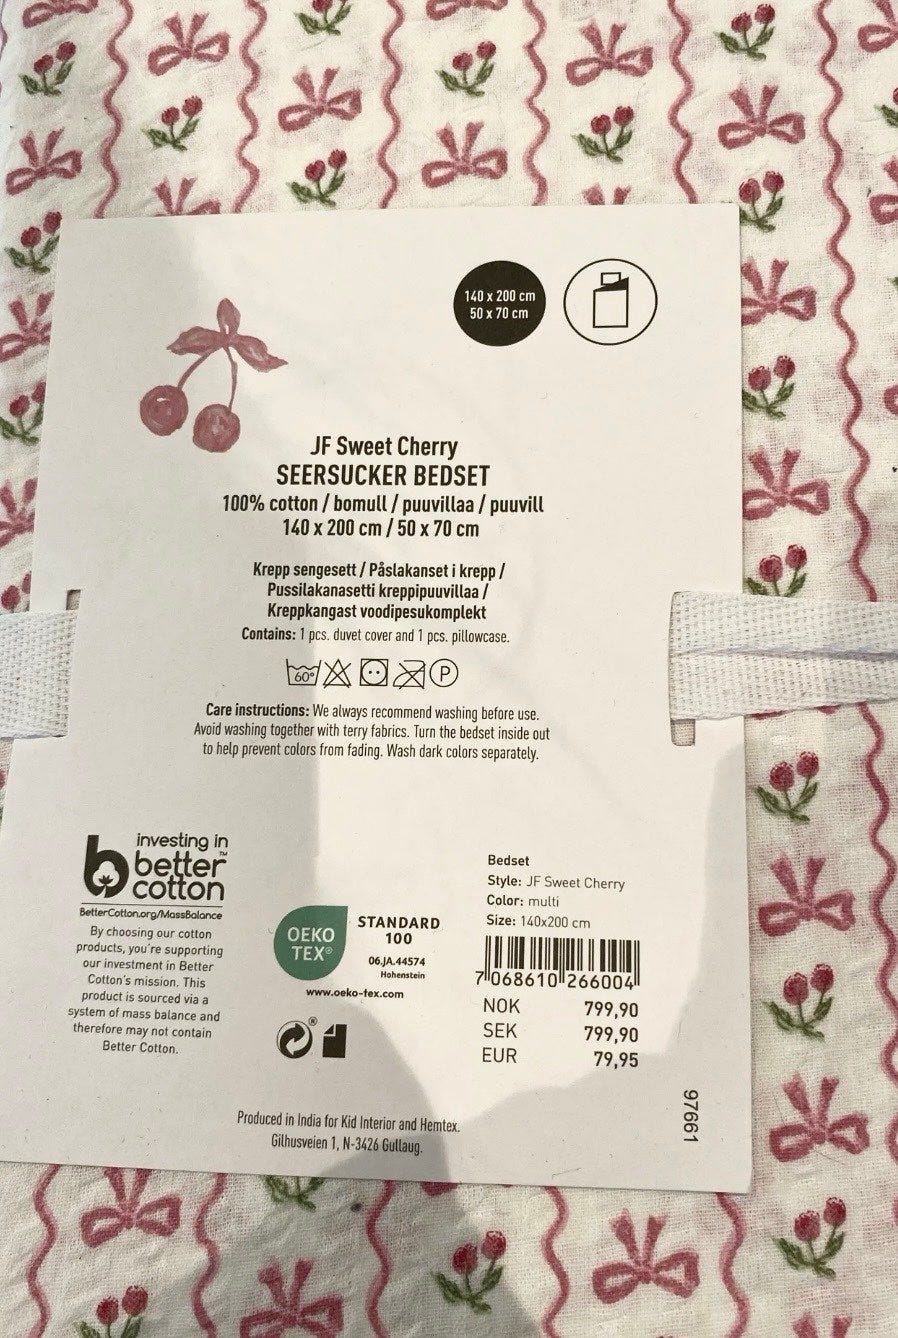 140 x 200 cm
50 x 70 cm
JF Sweet Cherry
SEERSUCKER BEDSET
100% cotton / bomull / puuvillaa / puuvill
140 x 200 cm / 50 x 70 cm
Krepp sengesett / Påslakanset i krepp /
Pussilakanasetti kreppipuuvillaa /
Kreppkangast voodipesukomplekt
Contains: 1 pcs. duvet cover and 1 pcs. pillowcase.
60°
P
Care instructions: We always recommend washing before use.
Avoid washing together with terry fabrics. Turn the bedset inside out
to help prevent colors from fading. Wash dark colors separately.
investing in
better™
cotton
BetterCotton.org/MassBalance
By choosing our cotton
products, you're supporting
our investment in Better
Cotton's mission. This
product is sourced via a
system of mass balance and
therefore may not contain
Better Cotton.
OEKO
TEX®
STANDARD
100
06.JA.44574
Hohenstein
www.oeko-tex.com
®
Bedset
Style: JF Sweet Cherry
Color: multi
Size: 140x200 cm
7 068610 266004
NOK 799,90
SEK 799,90
EUR 79,95
97661
Produced in India for Kid Interior and Hemtex.
Gilhusveien 1, N-3426 Gullaug.